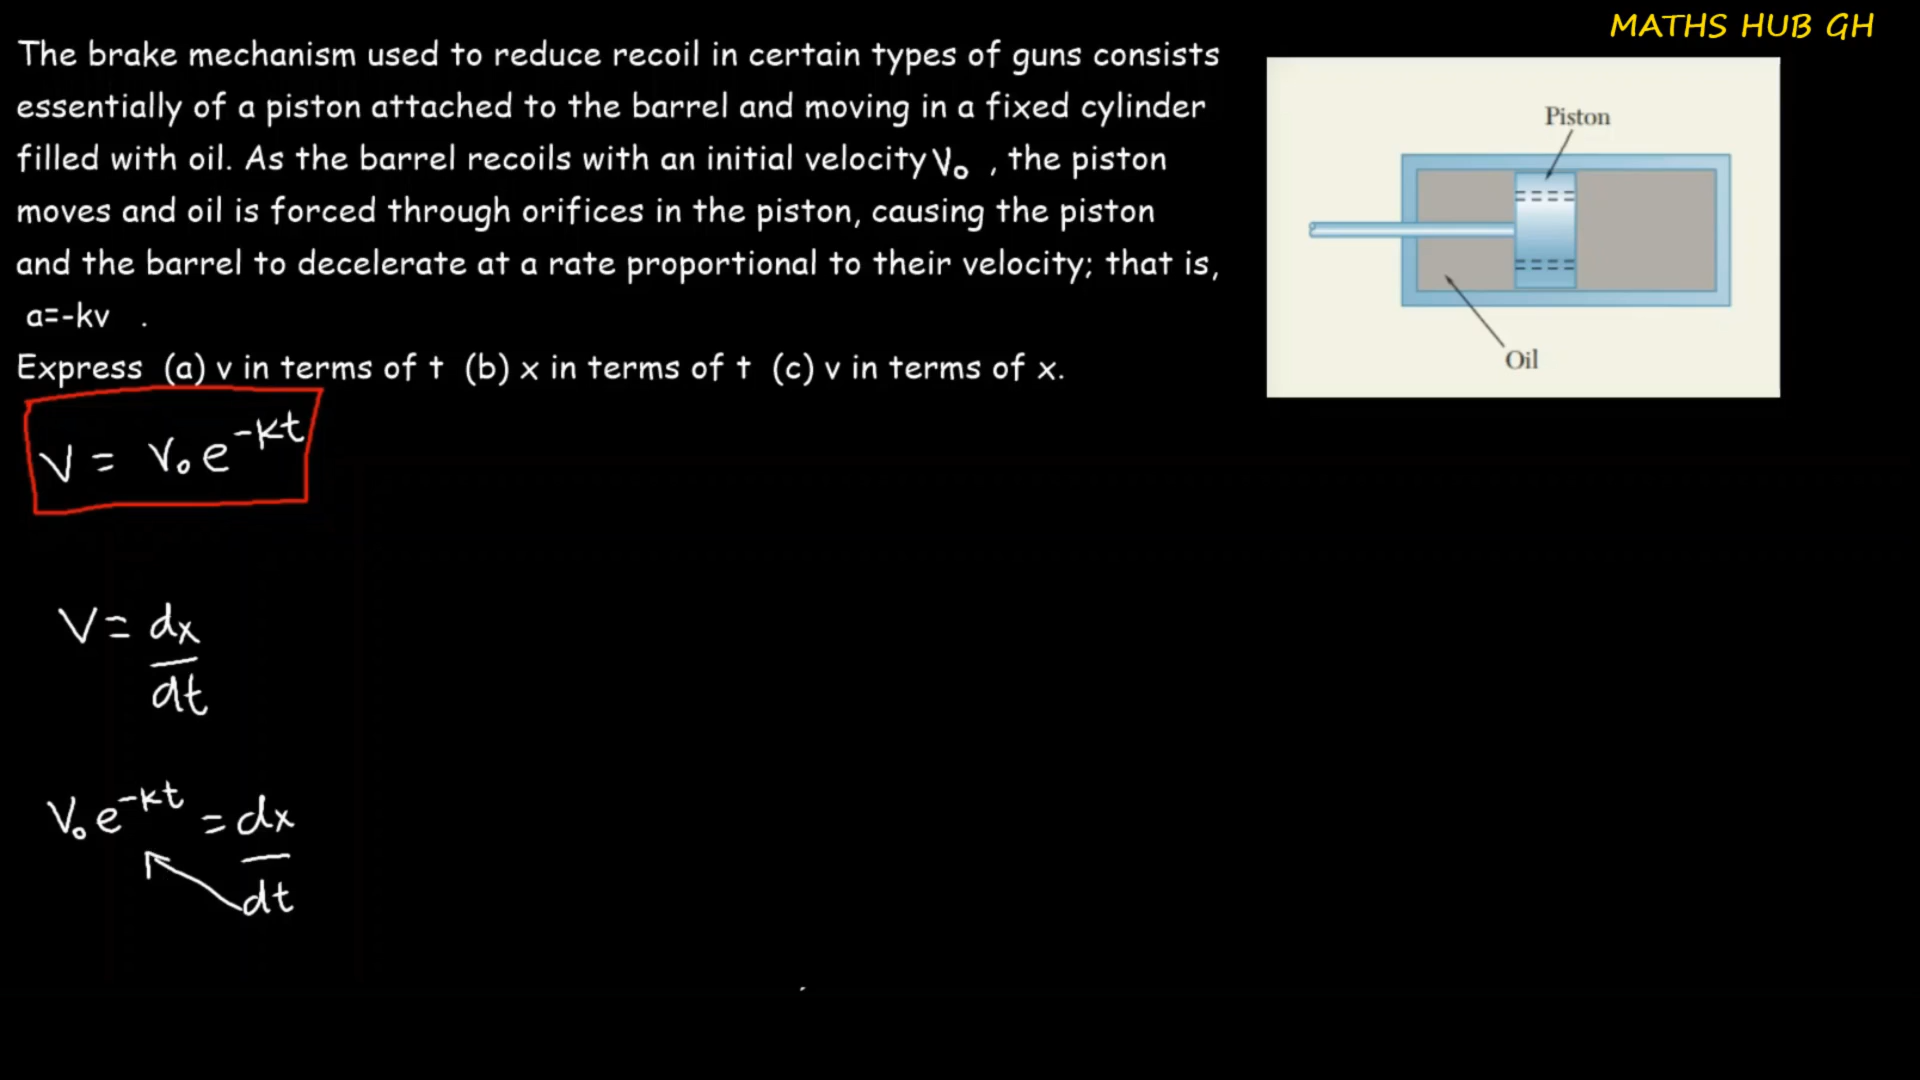 MATHS HUB GH
The brake mechanism used to reduce recoil in certain types of guns consists
essentially of a piston attached to the barrel and moving in a fixed cylinder
filled with oil. As the barrel recoils with an initial velocity V₀ , the piston
moves and oil is forced through orifices in the piston, causing the piston
and the barrel to decelerate at a rate proportional to their velocity; that is,
a=-kv .
Express (a) v in terms of t (b) x in terms of t (c) v in terms of x.
Piston
Oil
V = V₀ e^{-kt}
V = dx/dt
V₀ e^{-kt} = dx/dt